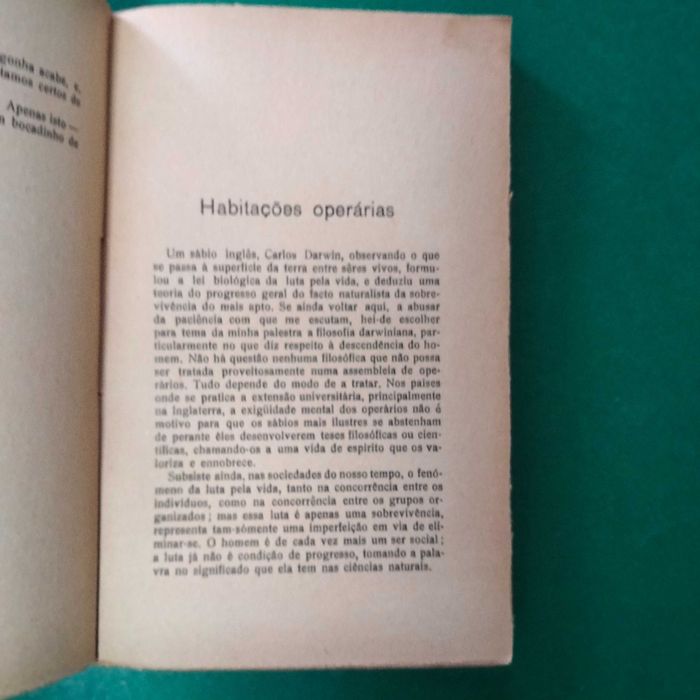 gonha acabe, e,
tamos certos de
Apenas isto —
n bocadinho de
Habitações operárias
Um sábio inglês, Carlos Darwin, observando o que
se passa à superfície da terra entre sêres vivos, formu-
lou a lei biológica da luta pela vida, e deduziu uma
teoria do progresso geral do facto naturalista da sobre-
vivência do mais apto. Se ainda voltar aqui, a abusar
da paciência com que me escutam, hei-de escolher
para tema da minha palestra a filosofia darwiniana, par-
ticularmente no que diz respeito à descendência do ho-
mem. Não há questão nenhuma filosófica que não possa
ser tratada proveitosamente numa assembleia de ope-
rários. Tudo depende do modo de a tratar. Nos países
onde se pratica a extensão universitária, principalmente
na Inglaterra, a exigüidade mental dos operários não é
motivo para que os sábios mais ilustres se abstenham
de perante êles desenvolverem teses filosóficas ou cien-
tíficas, chamando-os a uma vida de espírito que os va-
loriza e ennobrece.
Subsiste ainda, nas sociedades do nosso tempo, o fenó-
meno da luta pela vida, tanto na concorrência entre os
indivíduos, como na concorrência entre os grupos or-
ganizados; mas essa luta é apenas uma sobrevivência,
representa tam-sòmente uma imperfeição em via de eli-
minar-se. O homem é de cada vez mais um ser social;
a luta já não é condição de progresso, tomando a pala-
vra no significado que ela tem nas ciências naturais.